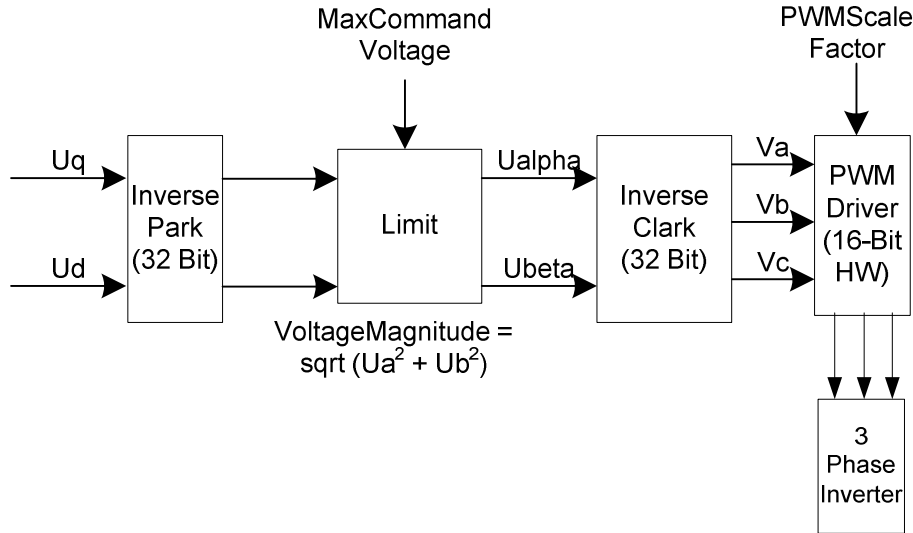 MaxCommand
Voltage
PWMScale
Factor
Uq
Ud
Inverse
Park
(32 Bit)
Limit
VoltageMagnitude =
sqrt (Ua² + Ub²)
Ualpha
Ubeta
Inverse
Clark
(32 Bit)
Va
Vb
Vc
PWM
Driver
(16-Bit
HW)
3
Phase
Inverter